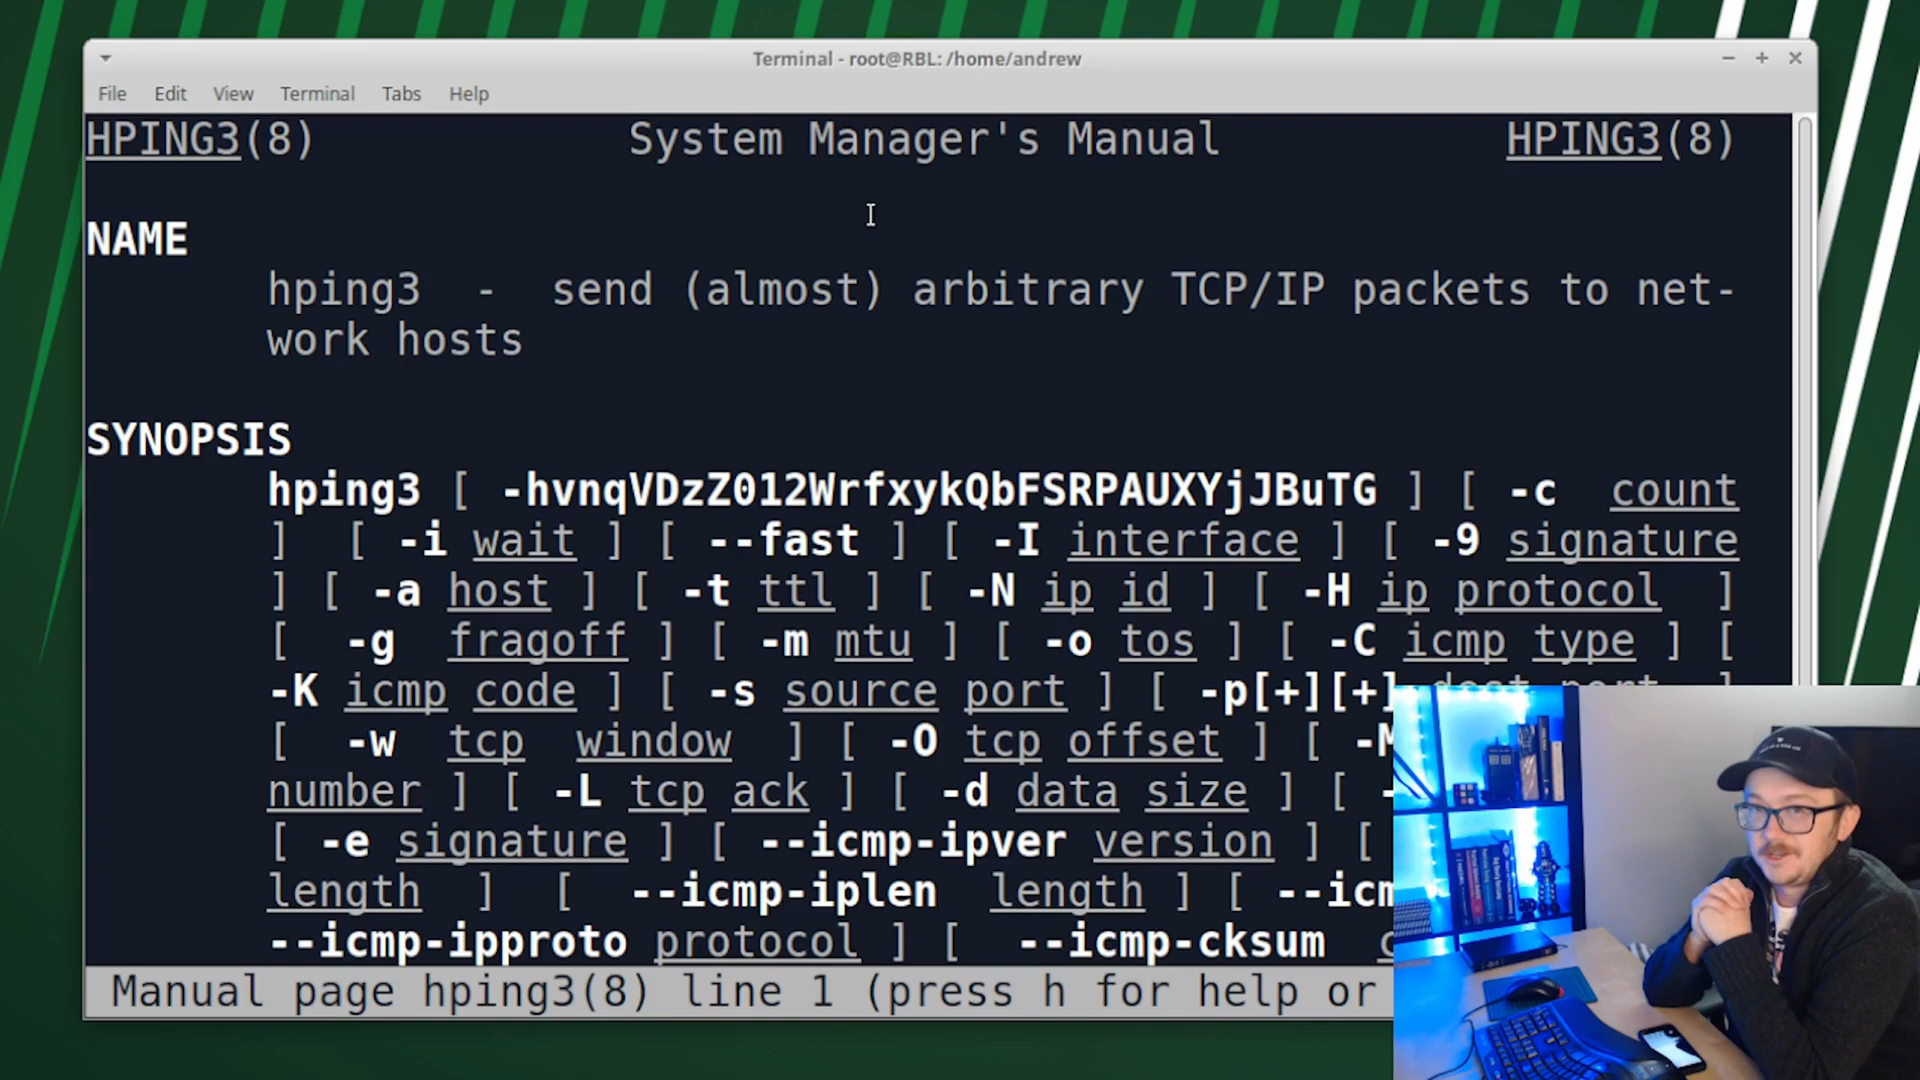 Terminal - root@RBL: /home/andrew
File Edit View Terminal Tabs Help
HPING3(8) System Manager's Manual HPING3(8)
NAME
hping3 - send (almost) arbitrary TCP/IP packets to net-
work hosts
SYNOPSIS
hping3 [ -hvnqVDzZ012WrfxykQbFSRPAUXYjJBuTG ] [ -c count
] [ -i wait ] [ --fast ] [ -I interface ] [ -9 signature
] [ -a host ] [ -t ttl ] [ -N ip id ] [ -H ip protocol ]
[ -g fragoff ] [ -m mtu ] [ -o tos ] [ -C icmp type ] [
-K icmp code ] [ -s source port ] [ -p[+][+] dest port ]
[ -w tcp window ] [ -O tcp offset ] [ -M
number ] [ -L tcp ack ] [ -d data size ] [
[ -e signature ] [ --icmp-ipver version ] [
length ] [ --icmp-iplen length ] [ --icm
--icmp-ipproto protocol ] [ --icmp-cksum
Manual page hping3(8) line 1 (press h for help or